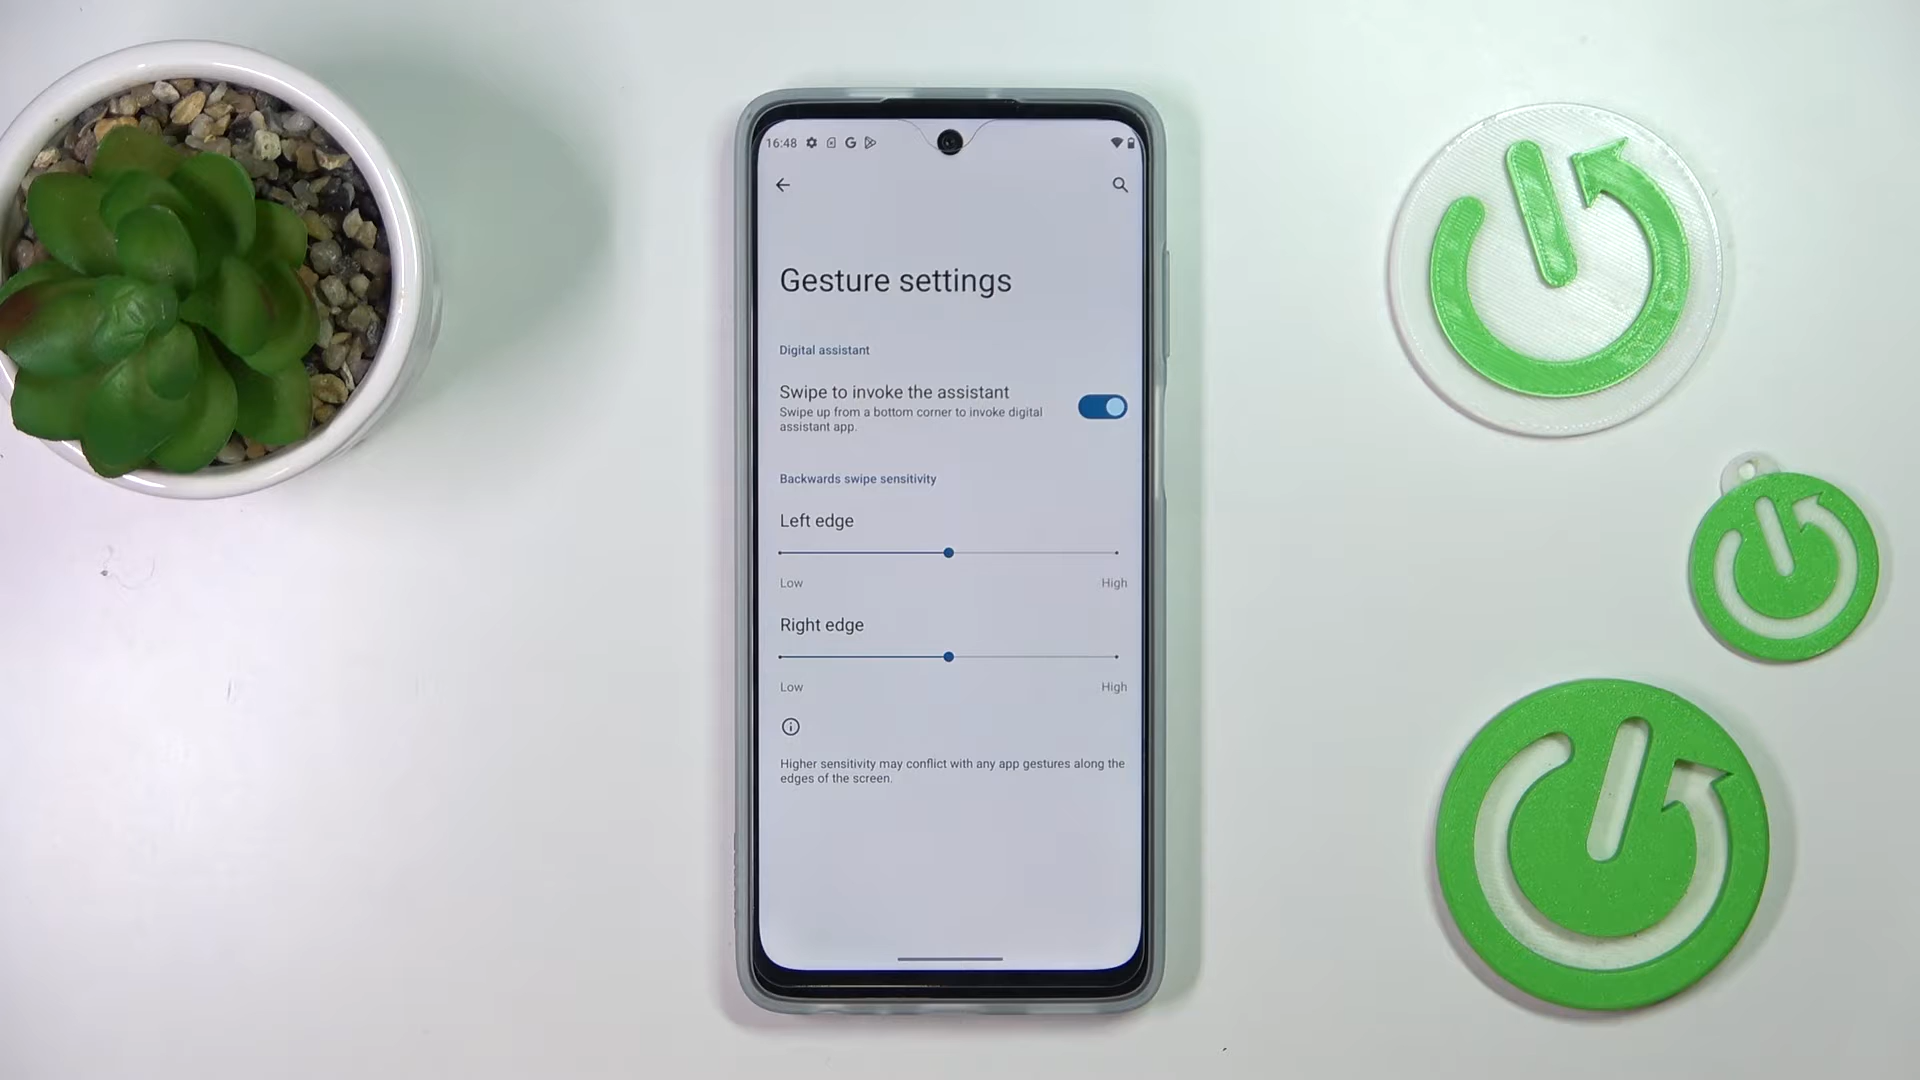 16:48
Gesture settings
Digital assistant
Swipe to invoke the assistant
Swipe up from a bottom corner to invoke digital
assistant app.
Backwards swipe sensitivity
Left edge
Low High
Right edge
Low High
Higher sensitivity may conflict with any app gestures along the
edges of the screen.